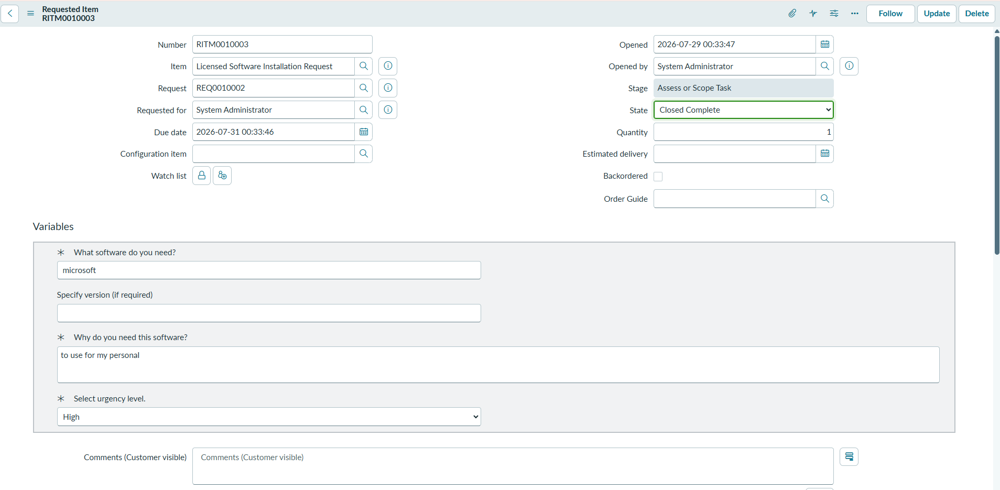 Requested Item
RITM0010003
Follow
Update
Delete
Number
RITM0010003
Item
Licensed Software Installation Request
Request
REQ0010002
Requested for
System Administrator
Due date
2026-07-31 00:33:46
Configuration item
Watch list
Opened
2026-07-29 00:33:47
Opened by
System Administrator
Stage
Assess or Scope Task
State
Closed Complete
Quantity
1
Estimated delivery
Backordered
Order Guide
Variables
What software do you need?
microsoft
Specify version (if required)
Why do you need this software?
to use for my personal
Select urgency level.
High
Comments (Customer visible)
Comments (Customer visible)